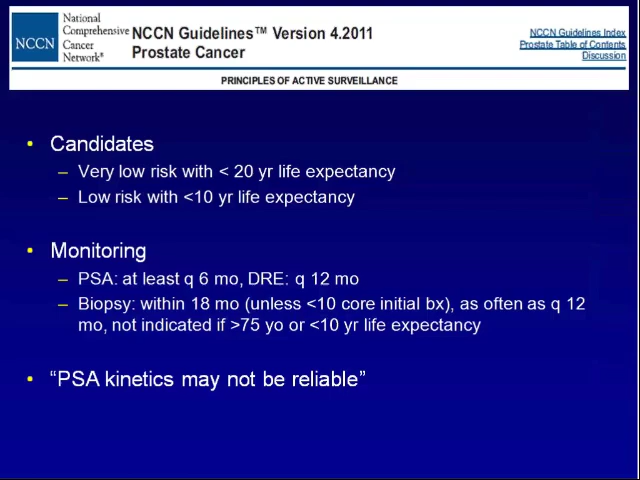 NCCN
National
Comprehensive
Cancer
Network®
NCCN Guidelines™ Version 4.2011
Prostate Cancer
NCCN Guidelines Index
Prostate Table of Contents
Discussion
PRINCIPLES OF ACTIVE SURVEILLANCE
• Candidates
– Very low risk with < 20 yr life expectancy
– Low risk with <10 yr life expectancy
• Monitoring
– PSA: at least q 6 mo, DRE: q 12 mo
– Biopsy: within 18 mo (unless <10 core initial bx), as often as q 12
mo, not indicated if >75 yo or <10 yr life expectancy
• “PSA kinetics may not be reliable”